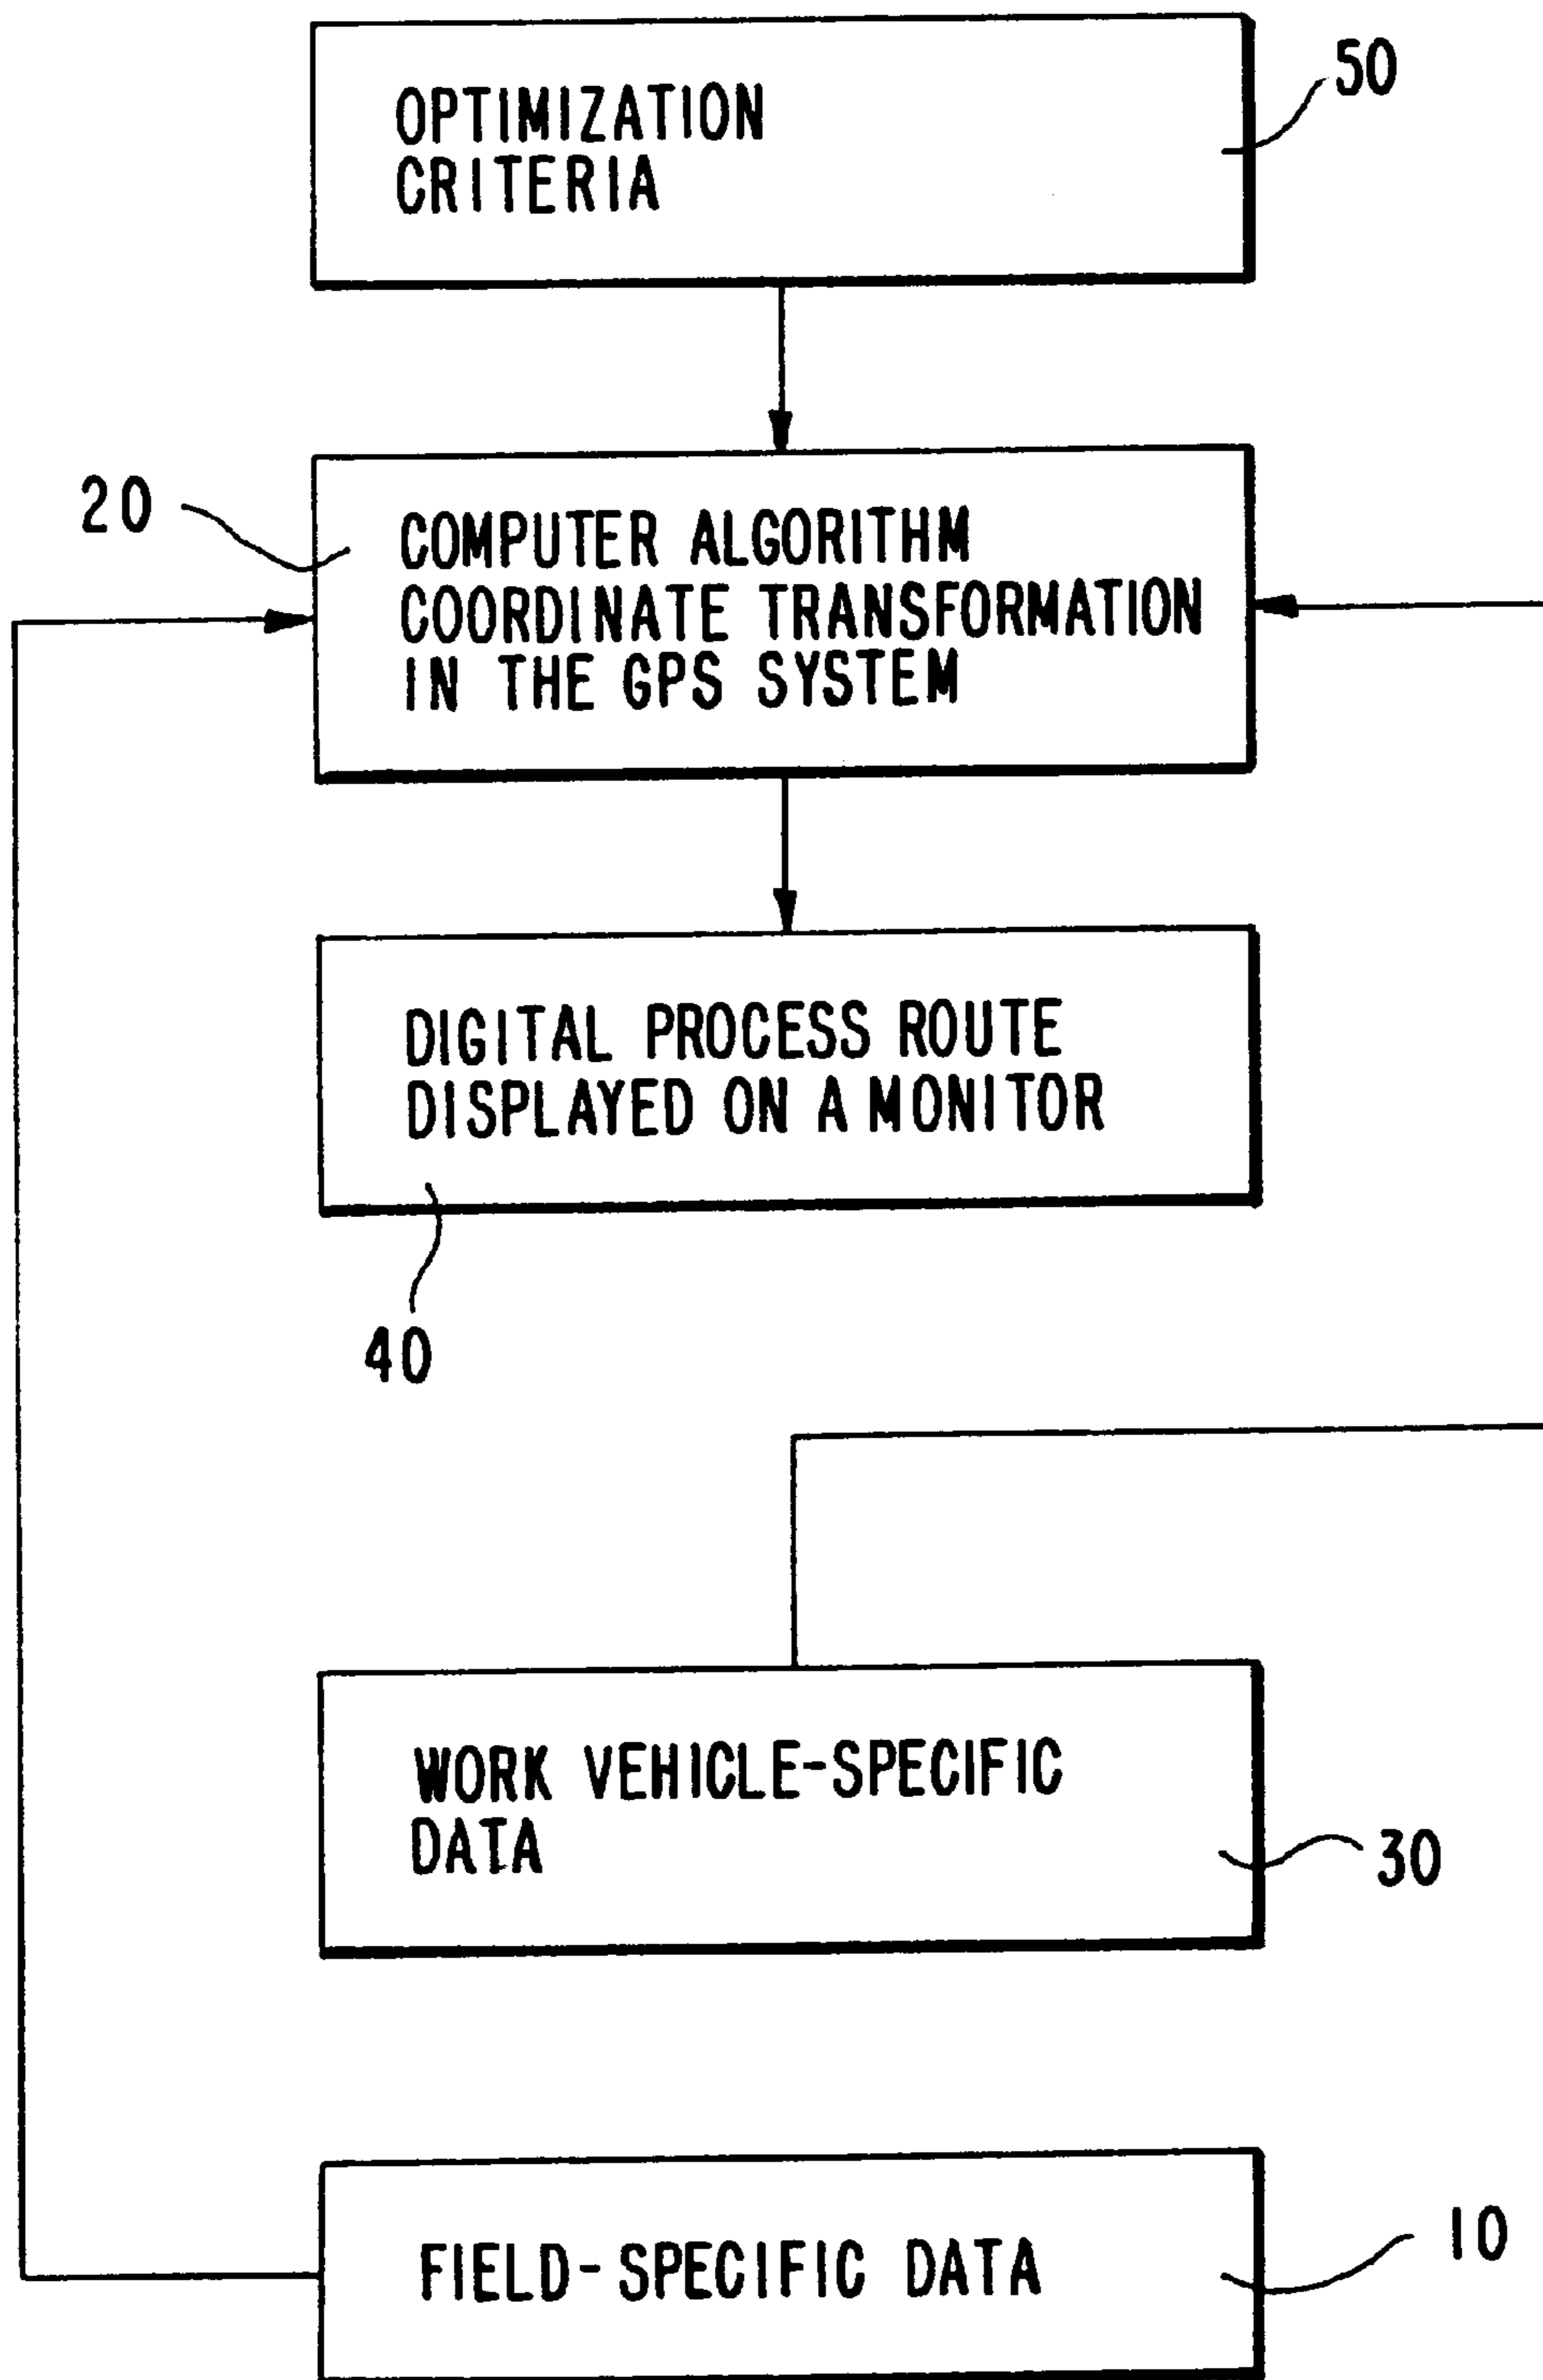 OPTIMIZATION
CRITERIA
50
20
COMPUTER ALGORITHM
COORDINATE TRANSFORMATION
IN THE GPS SYSTEM
DIGITAL PROCESS ROUTE
DISPLAYED ON A MONITOR
40
WORK VEHICLE-SPECIFIC
DATA
30
FIELD-SPECIFIC DATA
10